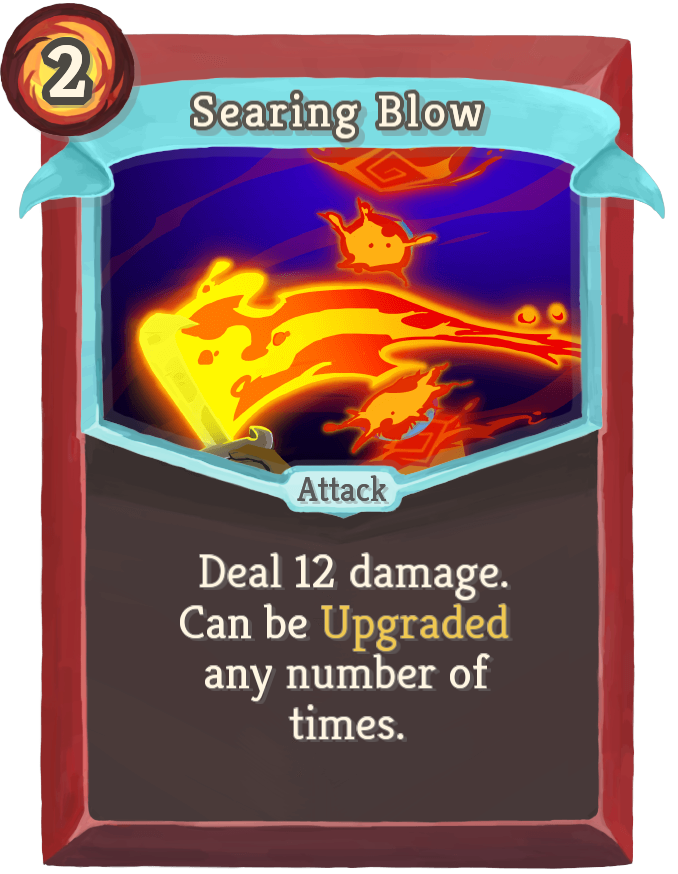 2
Searing Blow
Attack
Deal 12 damage.
Can be Upgraded
any number of
times.